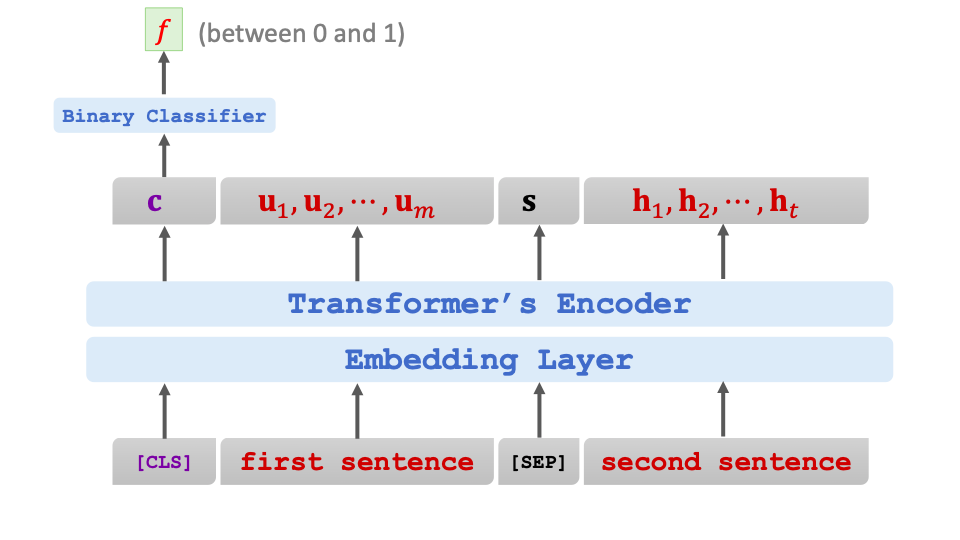 f (between 0 and 1)
Binary Classifier
c u₁, u₂, ⋯, uₘ s h₁, h₂, ⋯, hₜ
Transformer’s Encoder
Embedding Layer
[CLS] first sentence [SEP] second sentence